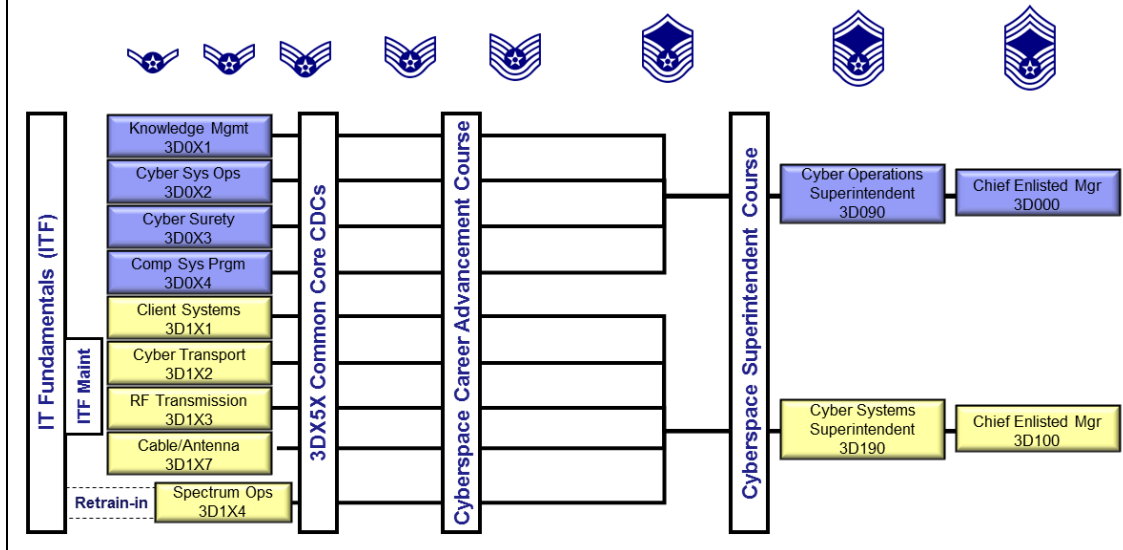 IT Fundamentals (ITF)
ITF Maint
Knowledge Mgmt
3D0X1
Cyber Sys Ops
3D0X2
Cyber Surety
3D0X3
Comp Sys Prgm
3D0X4
Client Systems
3D1X1
Cyber Transport
3D1X2
RF Transmission
3D1X3
Cable/Antenna
3D1X7
Retrain-in
Spectrum Ops
3D1X4
3DX5X Common Core CDCs
Cyberspace Career Advancement Course
Cyberspace Superintendent Course
Cyber Operations
Superintendent
3D090
Chief Enlisted Mgr
3D000
Cyber Systems
Superintendent
3D190
Chief Enlisted Mgr
3D100